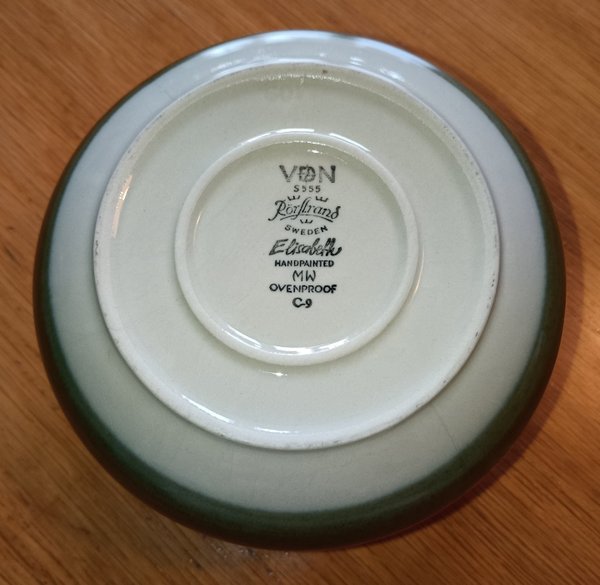 VDN
S555
Rörstrand
SWEDEN
Elisabeth
HANDPAINTED
MW
OVENPROOF
C-9